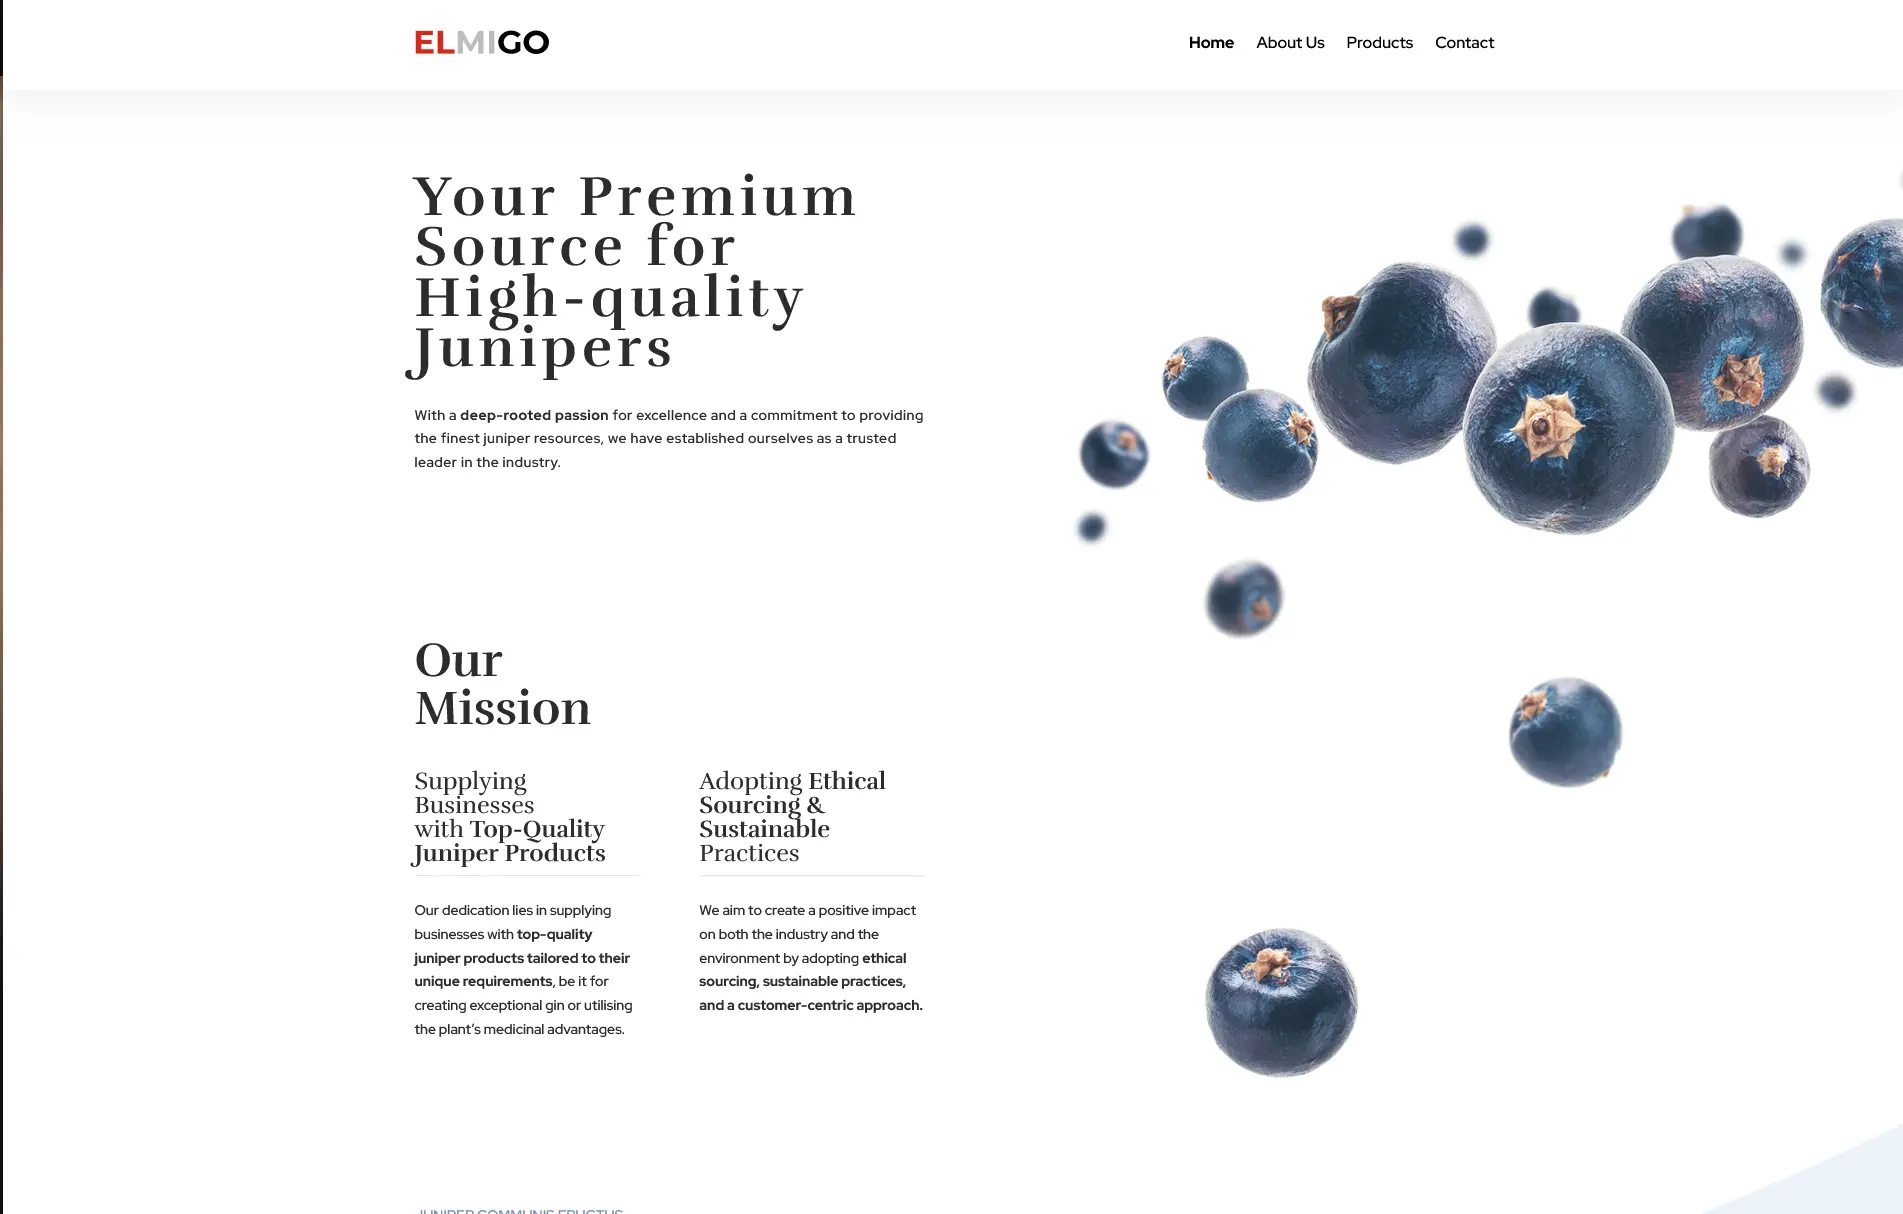 ELMIGO
Home About Us Products Contact
Your Premium
Source for
High-quality
Junipers
With a deep-rooted passion for excellence and a commitment to providing
the finest juniper resources, we have established ourselves as a trusted
leader in the industry.
Our
Mission
Supplying
Businesses
with Top-Quality
Juniper Products
Our dedication lies in supplying
businesses with top-quality
juniper products tailored to their
unique requirements, be it for
creating exceptional gin or utilising
the plant’s medicinal advantages.
Adopting Ethical
Sourcing &
Sustainable
Practices
We aim to create a positive impact
on both the industry and the
environment by adopting ethical
sourcing, sustainable practices,
and a customer-centric approach.
JUNIPER COMMUNIS FRUCTUS